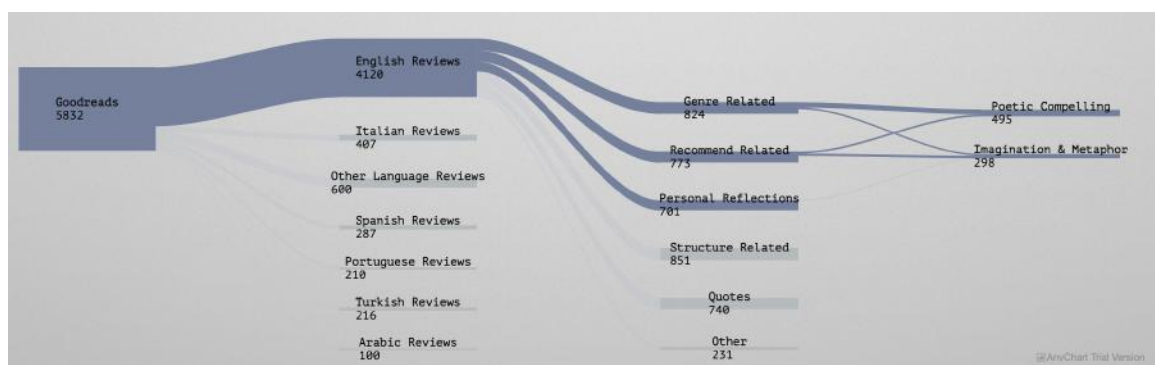 Goodreads
5832
English Reviews
4120
Italian Reviews
407
Other Language Reviews
600
Spanish Reviews
287
Portuguese Reviews
210
Turkish Reviews
216
Arabic Reviews
100
Genre Related
824
Recommend Related
773
Personal Reflections
701
Structure Related
851
Quotes
740
Other
231
Poetic Compelling
495
Imagination & Metaphor
298
AnyChart Trial Version